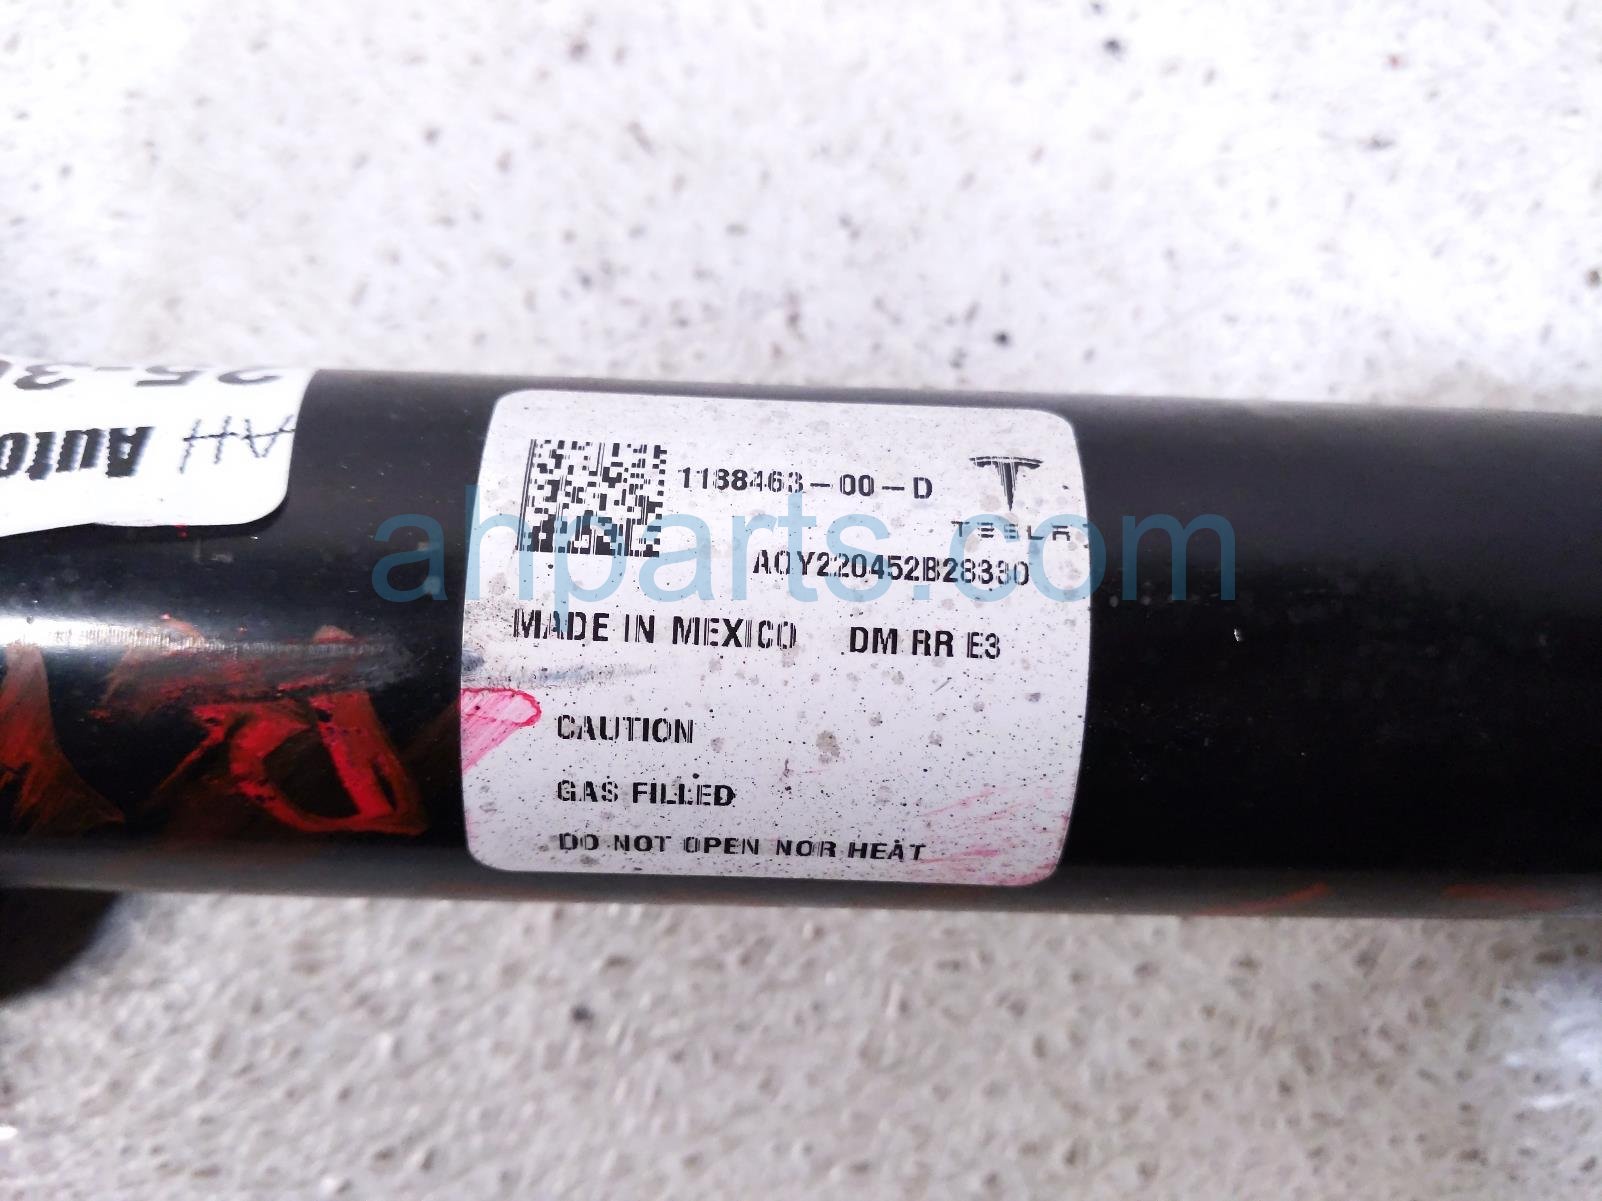 1188463-00-D
TESLA
AOY220452B28330
MADE IN MEXICO DM RR E3
CAUTION
GAS FILLED
DO NOT OPEN NOR HEAT
ahparts.com
AH Auto